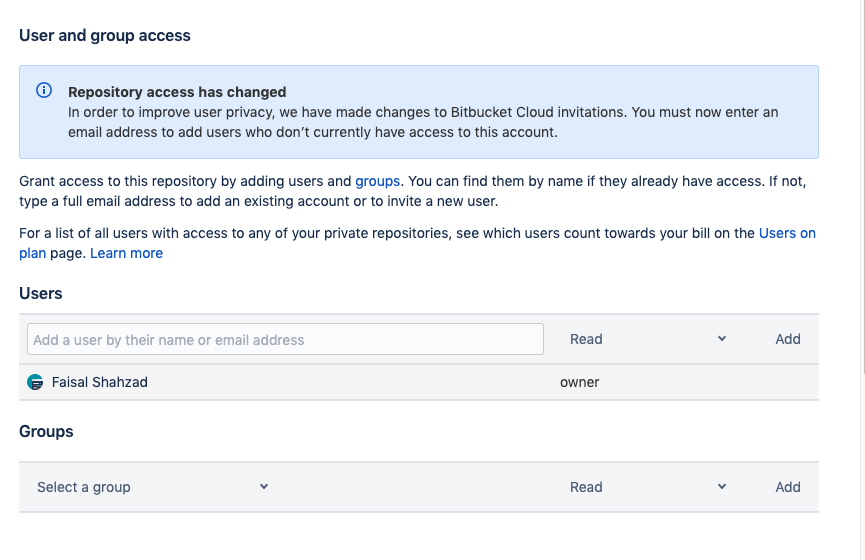 User and group access
Repository access has changed
In order to improve user privacy, we have made changes to Bitbucket Cloud invitations. You must now enter an
email address to add users who don’t currently have access to this account.
Grant access to this repository by adding users and groups. You can find them by name if they already have access. If not,
type a full email address to add an existing account or to invite a new user.
For a list of all users with access to any of your private repositories, see which users count towards your bill on the Users on
plan page. Learn more
Users
Add a user by their name or email address Read Add
Faisal Shahzad owner
Groups
Select a group Read Add